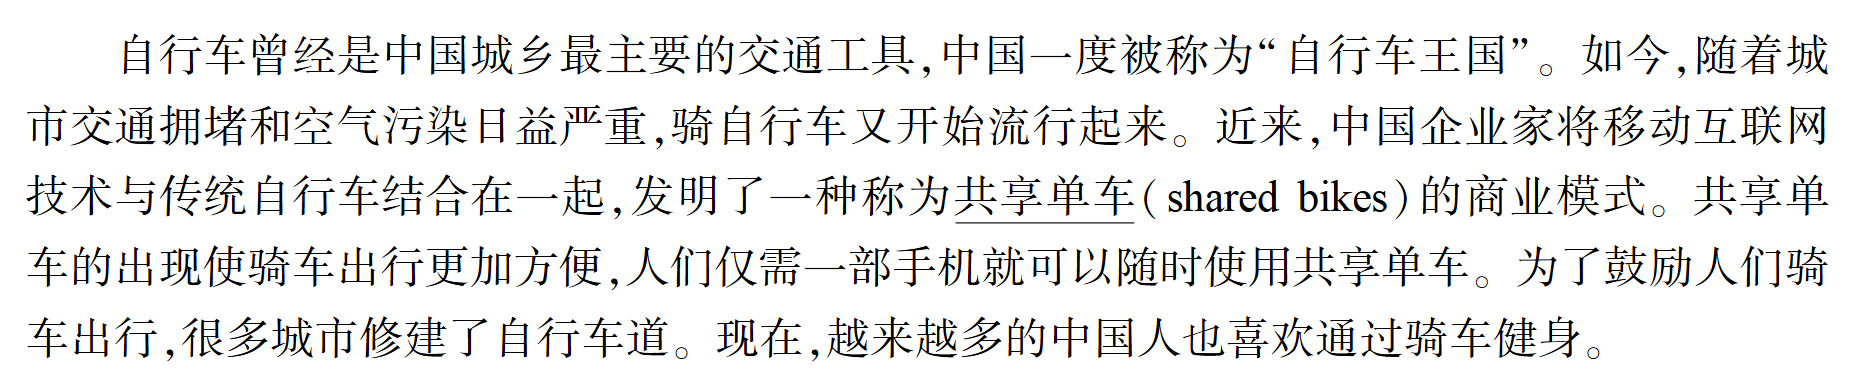 自行车曾经是中国城乡最主要的交通工具,中国一度被称为“自行车王国”。如今,随着城
市交通拥堵和空气污染日益严重,骑自行车又开始流行起来。近来,中国企业家将移动互联网
技术与传统自行车结合在一起,发明了一种称为共享单车(shared bikes)的商业模式。共享单
车的出现使骑车出行更加方便,人们仅需一部手机就可以随时使用共享单车。为了鼓励人们骑
车出行,很多城市修建了自行车道。现在,越来越多的中国人也喜欢通过骑车健身。